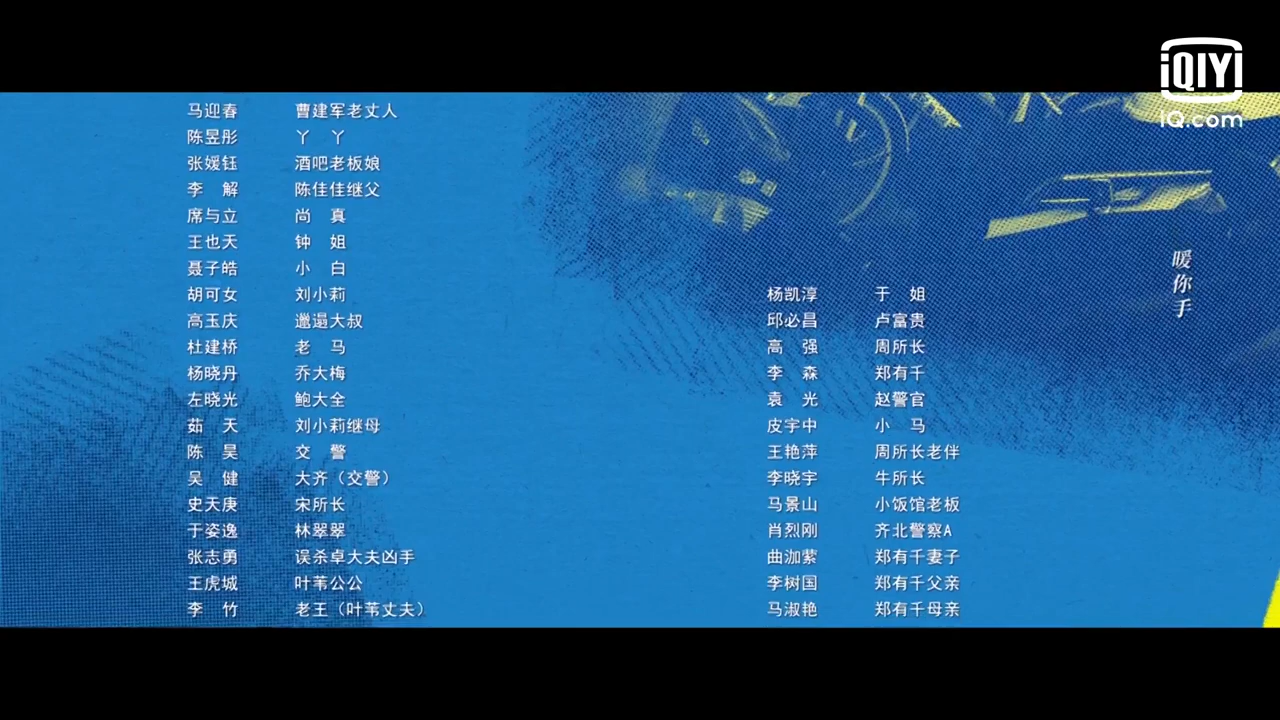 iQIYI
iQ.com
马迎春 曹建军老丈人
陈昱彤 丫 丫
张媛钰 酒吧老板娘
李 解 陈佳佳继父
席与立 尚 真
王也天 钟 姐
聂子皓 小 白
胡可女 刘小莉
高玉庆 邋遢大叔
杜建桥 老 马
杨晓丹 乔大梅
左晓光 鲍大全
茹 天 刘小莉继母
陈 昊 交 警
吴 健 大齐（交警）
史天庚 宋所长
于姿逸 林翠翠
张志勇 误杀卓大夫凶手
王虎城 叶苇公公
李 竹 老王（叶苇丈夫）
杨凯淳 于 姐
邱必昌 卢富贵
高 强 周所长
李 森 郑有千
袁 光 赵警官
皮宇中 小 马
王艳萍 周所长老伴
李晓宇 牛所长
马景山 小饭馆老板
肖烈刚 齐北警察A
曲泇萦 郑有千妻子
李树国 郑有千父亲
马淑艳 郑有千母亲
暖你手